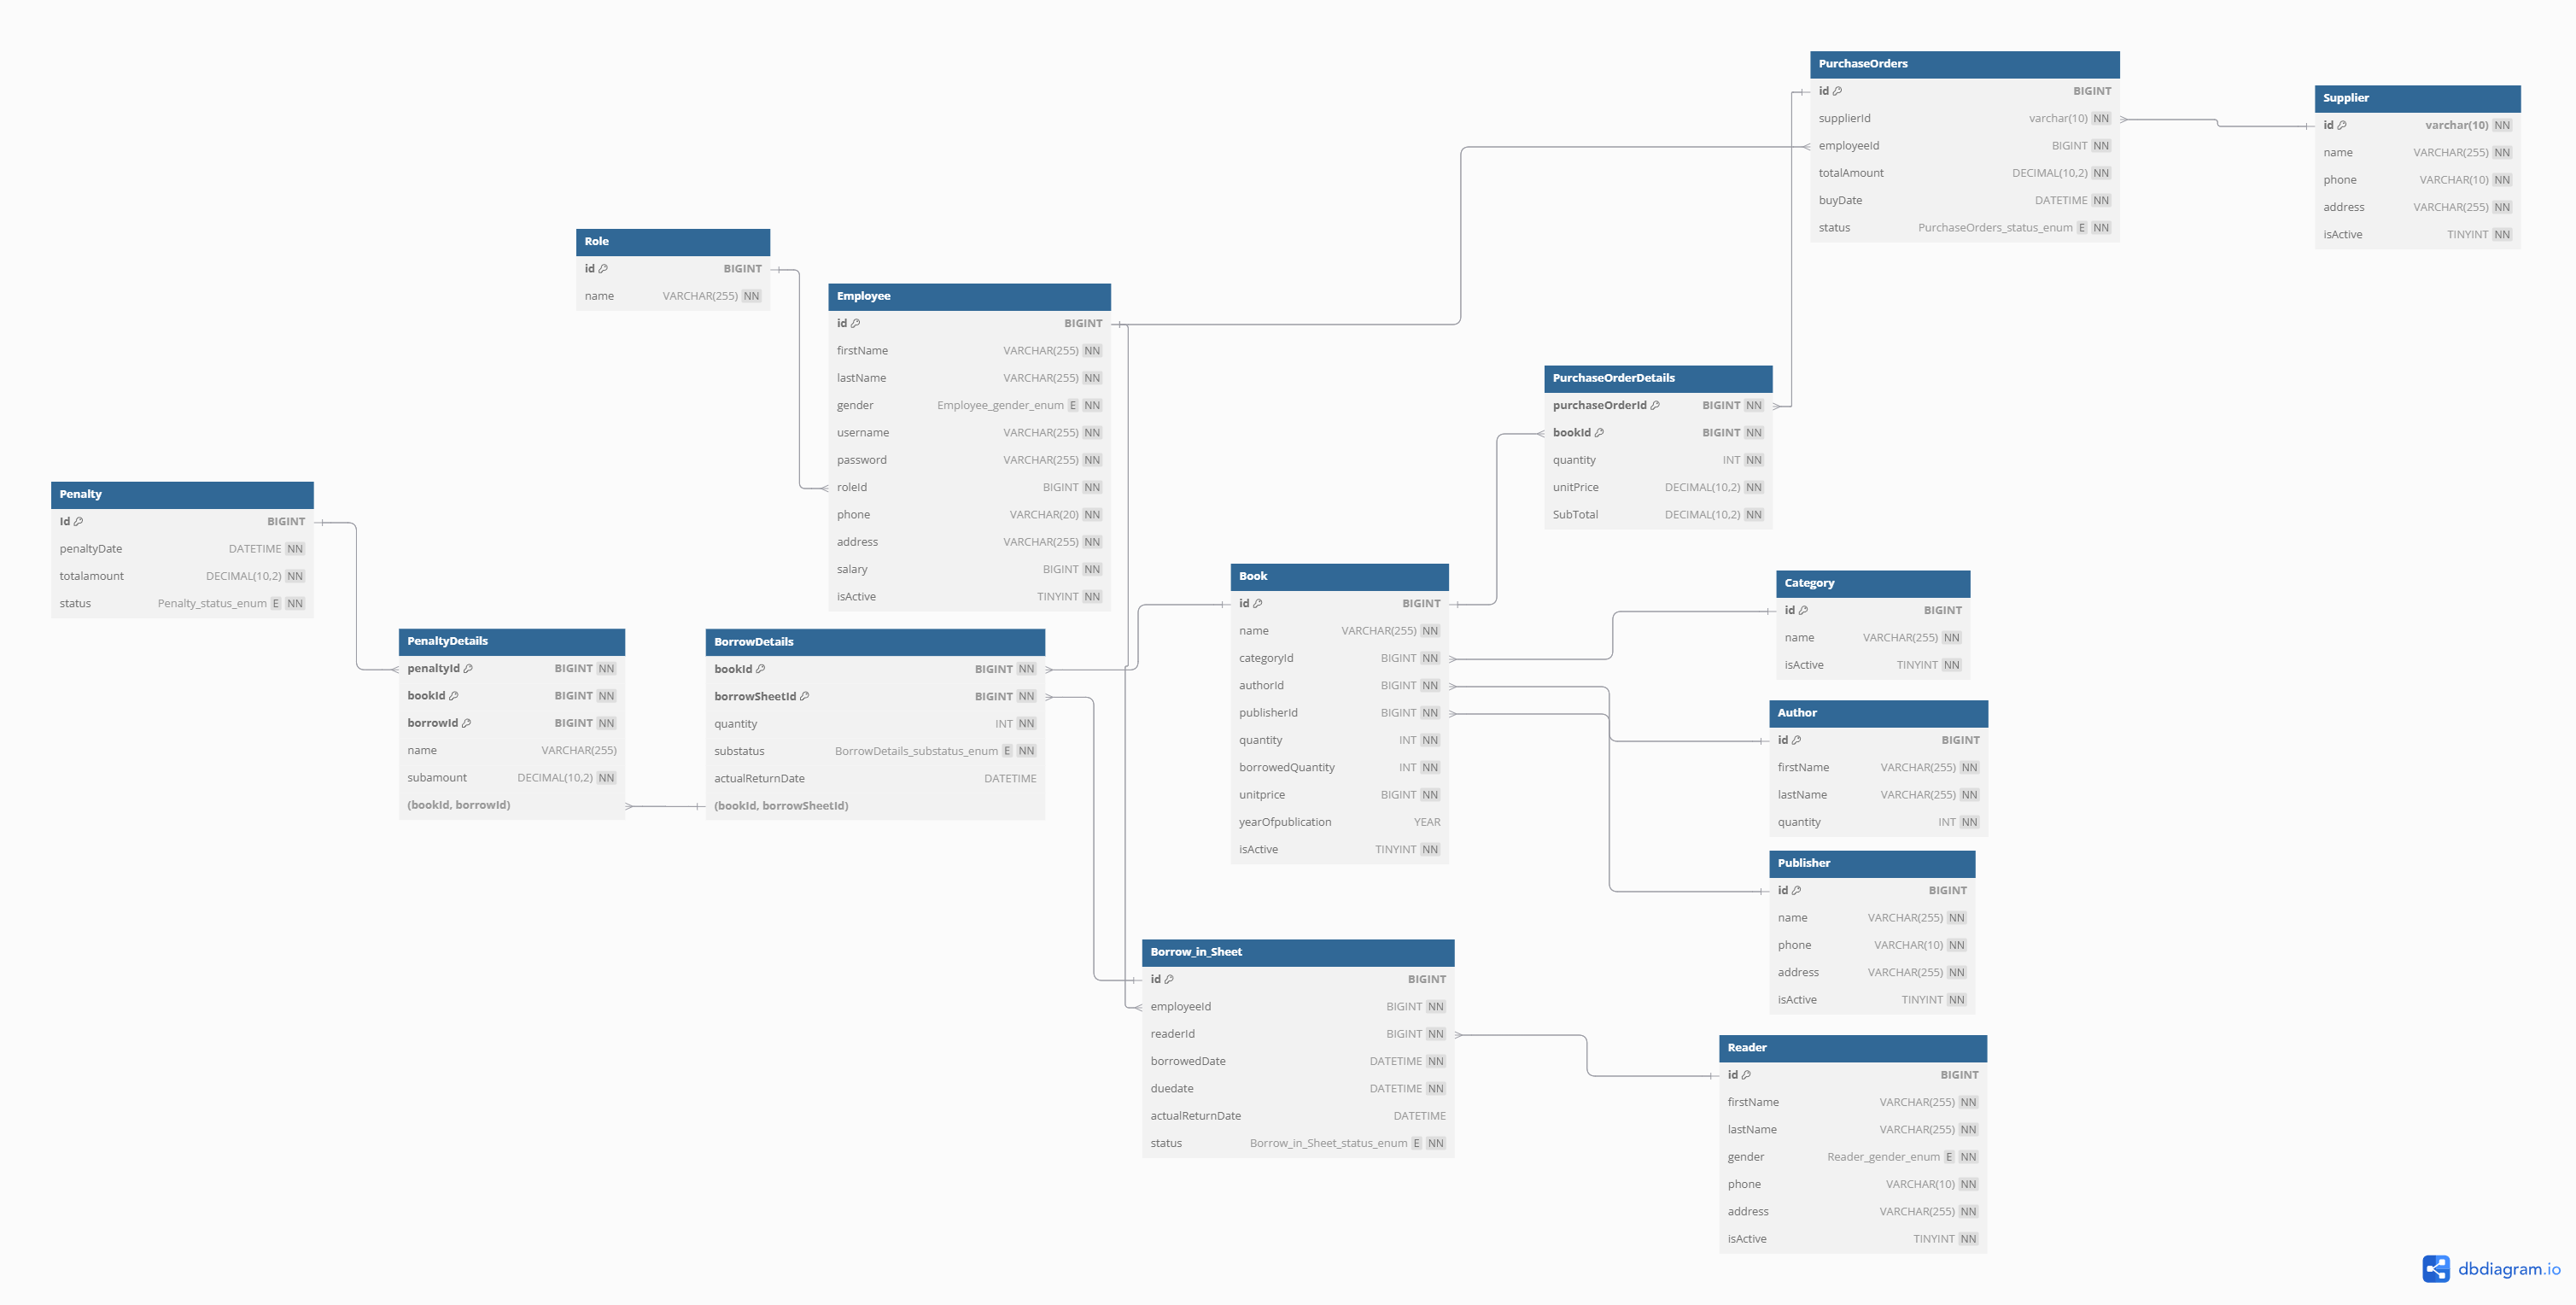 PurchaseOrders
id BIGINT
supplierId varchar(10) NN
employeeId BIGINT NN
totalAmount DECIMAL(10,2) NN
buyDate DATETIME NN
status PurchaseOrders_status_enum E NN
Supplier
id varchar(10) NN
name VARCHAR(255) NN
phone VARCHAR(10) NN
address VARCHAR(255) NN
isActive TINYINT NN
Role
id BIGINT
name VARCHAR(255) NN
Employee
id BIGINT
firstName VARCHAR(255) NN
lastName VARCHAR(255) NN
gender Employee_gender_enum E NN
username VARCHAR(255) NN
password VARCHAR(255) NN
roleId BIGINT NN
phone VARCHAR(20) NN
address VARCHAR(255) NN
salary BIGINT NN
isActive TINYINT NN
PurchaseOrderDetails
purchaseOrderId BIGINT NN
bookId BIGINT NN
quantity INT NN
unitPrice DECIMAL(10,2) NN
SubTotal DECIMAL(10,2) NN
Penalty
Id BIGINT
penaltyDate DATETIME NN
totalamount DECIMAL(10,2) NN
status Penalty_status_enum E NN
PenaltyDetails
penaltyId BIGINT NN
bookId BIGINT NN
borrowId BIGINT NN
name VARCHAR(255)
subamount DECIMAL(10,2) NN
(bookId, borrowId)
BorrowDetails
bookId BIGINT NN
borrowSheetId BIGINT NN
quantity INT NN
substatus BorrowDetails_substatus_enum E NN
actualReturnDate DATETIME
(bookId, borrowSheetId)
Book
id BIGINT
name VARCHAR(255) NN
categoryId BIGINT NN
authorId BIGINT NN
publisherId BIGINT NN
quantity INT NN
borrowedQuantity INT NN
unitprice BIGINT NN
yearOfpublication YEAR
isActive TINYINT NN
Category
id BIGINT
name VARCHAR(255) NN
isActive TINYINT NN
Author
id BIGINT
firstName VARCHAR(255) NN
lastName VARCHAR(255) NN
quantity INT NN
Publisher
id BIGINT
name VARCHAR(255) NN
phone VARCHAR(10) NN
address VARCHAR(255) NN
isActive TINYINT NN
Borrow_in_Sheet
id BIGINT
employeeId BIGINT NN
readerId BIGINT NN
borrowedDate DATETIME NN
duedate DATETIME NN
actualReturnDate DATETIME
status Borrow_in_Sheet_status_enum E NN
Reader
id BIGINT
firstName VARCHAR(255) NN
lastName VARCHAR(255) NN
gender Reader_gender_enum E NN
phone VARCHAR(10) NN
address VARCHAR(255) NN
isActive TINYINT NN
dbdiagram.io